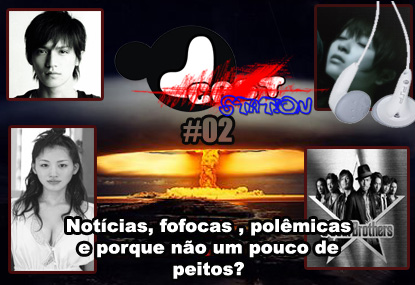 STATION
#02
Notícias, fofocas , polêmicas
e porque não um pouco de
peitos?
Brothers